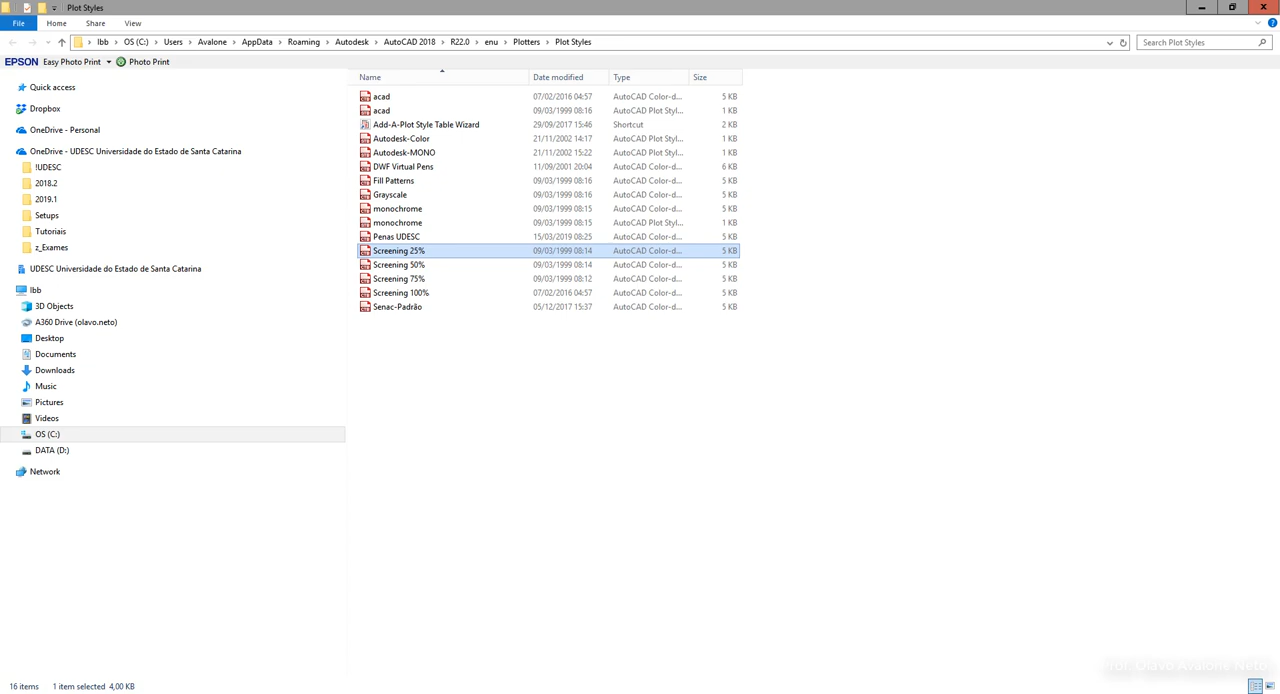 Plot Styles
File Home Share View
lbb OS (C:) Users Avalone AppData Roaming Autodesk AutoCAD 2018 R22.0 enu Plotters Plot Styles Search Plot Styles
EPSON Easy Photo Print Photo Print
Name Date modified Type Size
Quick access
Dropbox
OneDrive - Personal
OneDrive - UDESC Universidade do Estado de Santa Catarina
!UDESC
2018.2
2019.1
Setups
Tutoriais
z_Exames
UDESC Universidade do Estado de Santa Catarina
lbb
3D Objects
A360 Drive (olavo.neto)
Desktop
Documents
Downloads
Music
Pictures
Videos
OS (C:)
DATA (D:)
Network
acad 07/02/2016 04:57 AutoCAD Color-d... 5 KB
acad 09/03/1999 08:16 AutoCAD Plot Styl... 1 KB
Add-A-Plot Style Table Wizard 29/09/2017 15:46 Shortcut 2 KB
Autodesk-Color 21/11/2002 14:17 AutoCAD Color-d... 5 KB
Autodesk-MONO 21/11/2002 15:22 AutoCAD Plot Styl... 1 KB
DWF Virtual Pens 11/09/2001 20:04 AutoCAD Color-d... 6 KB
Fill Patterns 09/03/1999 08:16 AutoCAD Color-d... 5 KB
Grayscale 09/03/1999 08:16 AutoCAD Color-d... 5 KB
monochrome 09/03/1999 08:15 AutoCAD Color-d... 5 KB
monochrome 09/03/1999 08:15 AutoCAD Plot Styl... 1 KB
Penas UDESC 15/03/2019 08:25 AutoCAD Color-d... 5 KB
Screening 25% 09/03/1999 08:14 AutoCAD Color-d... 5 KB
Screening 50% 09/03/1999 08:14 AutoCAD Color-d... 5 KB
Screening 75% 09/03/1999 08:12 AutoCAD Color-d... 5 KB
Screening 100% 07/02/2016 04:57 AutoCAD Color-d... 5 KB
Senac-Padrão 05/12/2017 15:37 AutoCAD Color-d... 5 KB
Prof. Olavo Avalone Neto
16 items 1 item selected 4,00 KB